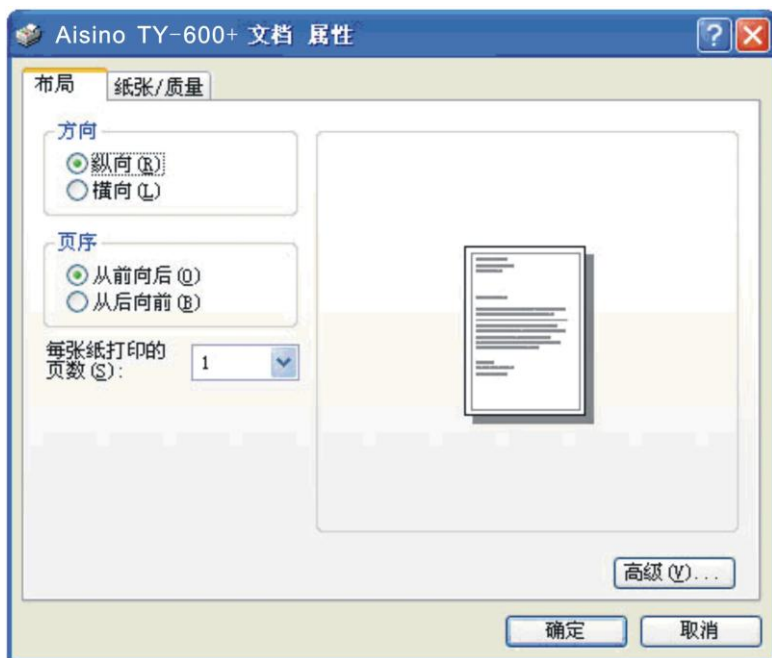 Aisino TY-600+ 文档 属性
布局
纸张/质量
方向
纵向(R)
横向(L)
页序
从前向后(O)
从后向前(B)
每张纸打印的
页数(S):
1
高级(V)...
确定
取消